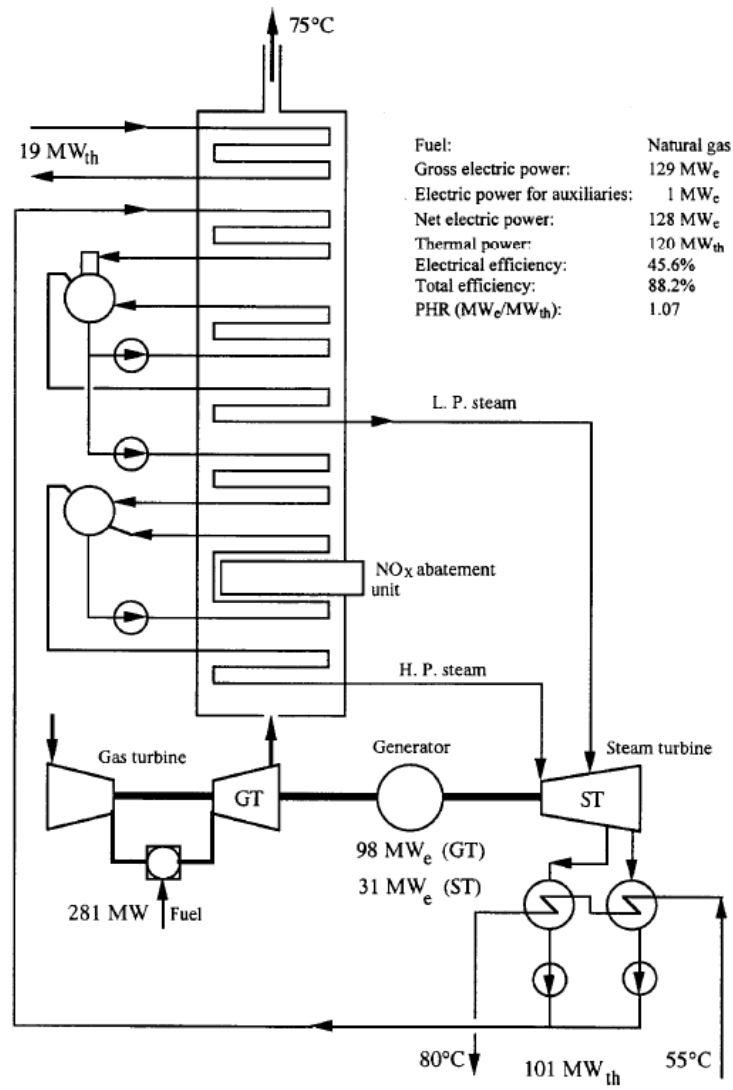 75°C
19 MWth
Fuel: Natural gas
Gross electric power: 129 MWe
Electric power for auxiliaries: 1 MWe
Net electric power: 128 MWe
Thermal power: 120 MWth
Electrical efficiency: 45.6%
Total efficiency: 88.2%
PHR (MWe/MWth): 1.07
L. P. steam
NOx abatement
unit
H. P. steam
Gas turbine
Generator
Steam turbine
GT
ST
98 MWe (GT)
31 MWe (ST)
281 MW Fuel
80°C
101 MWth
55°C